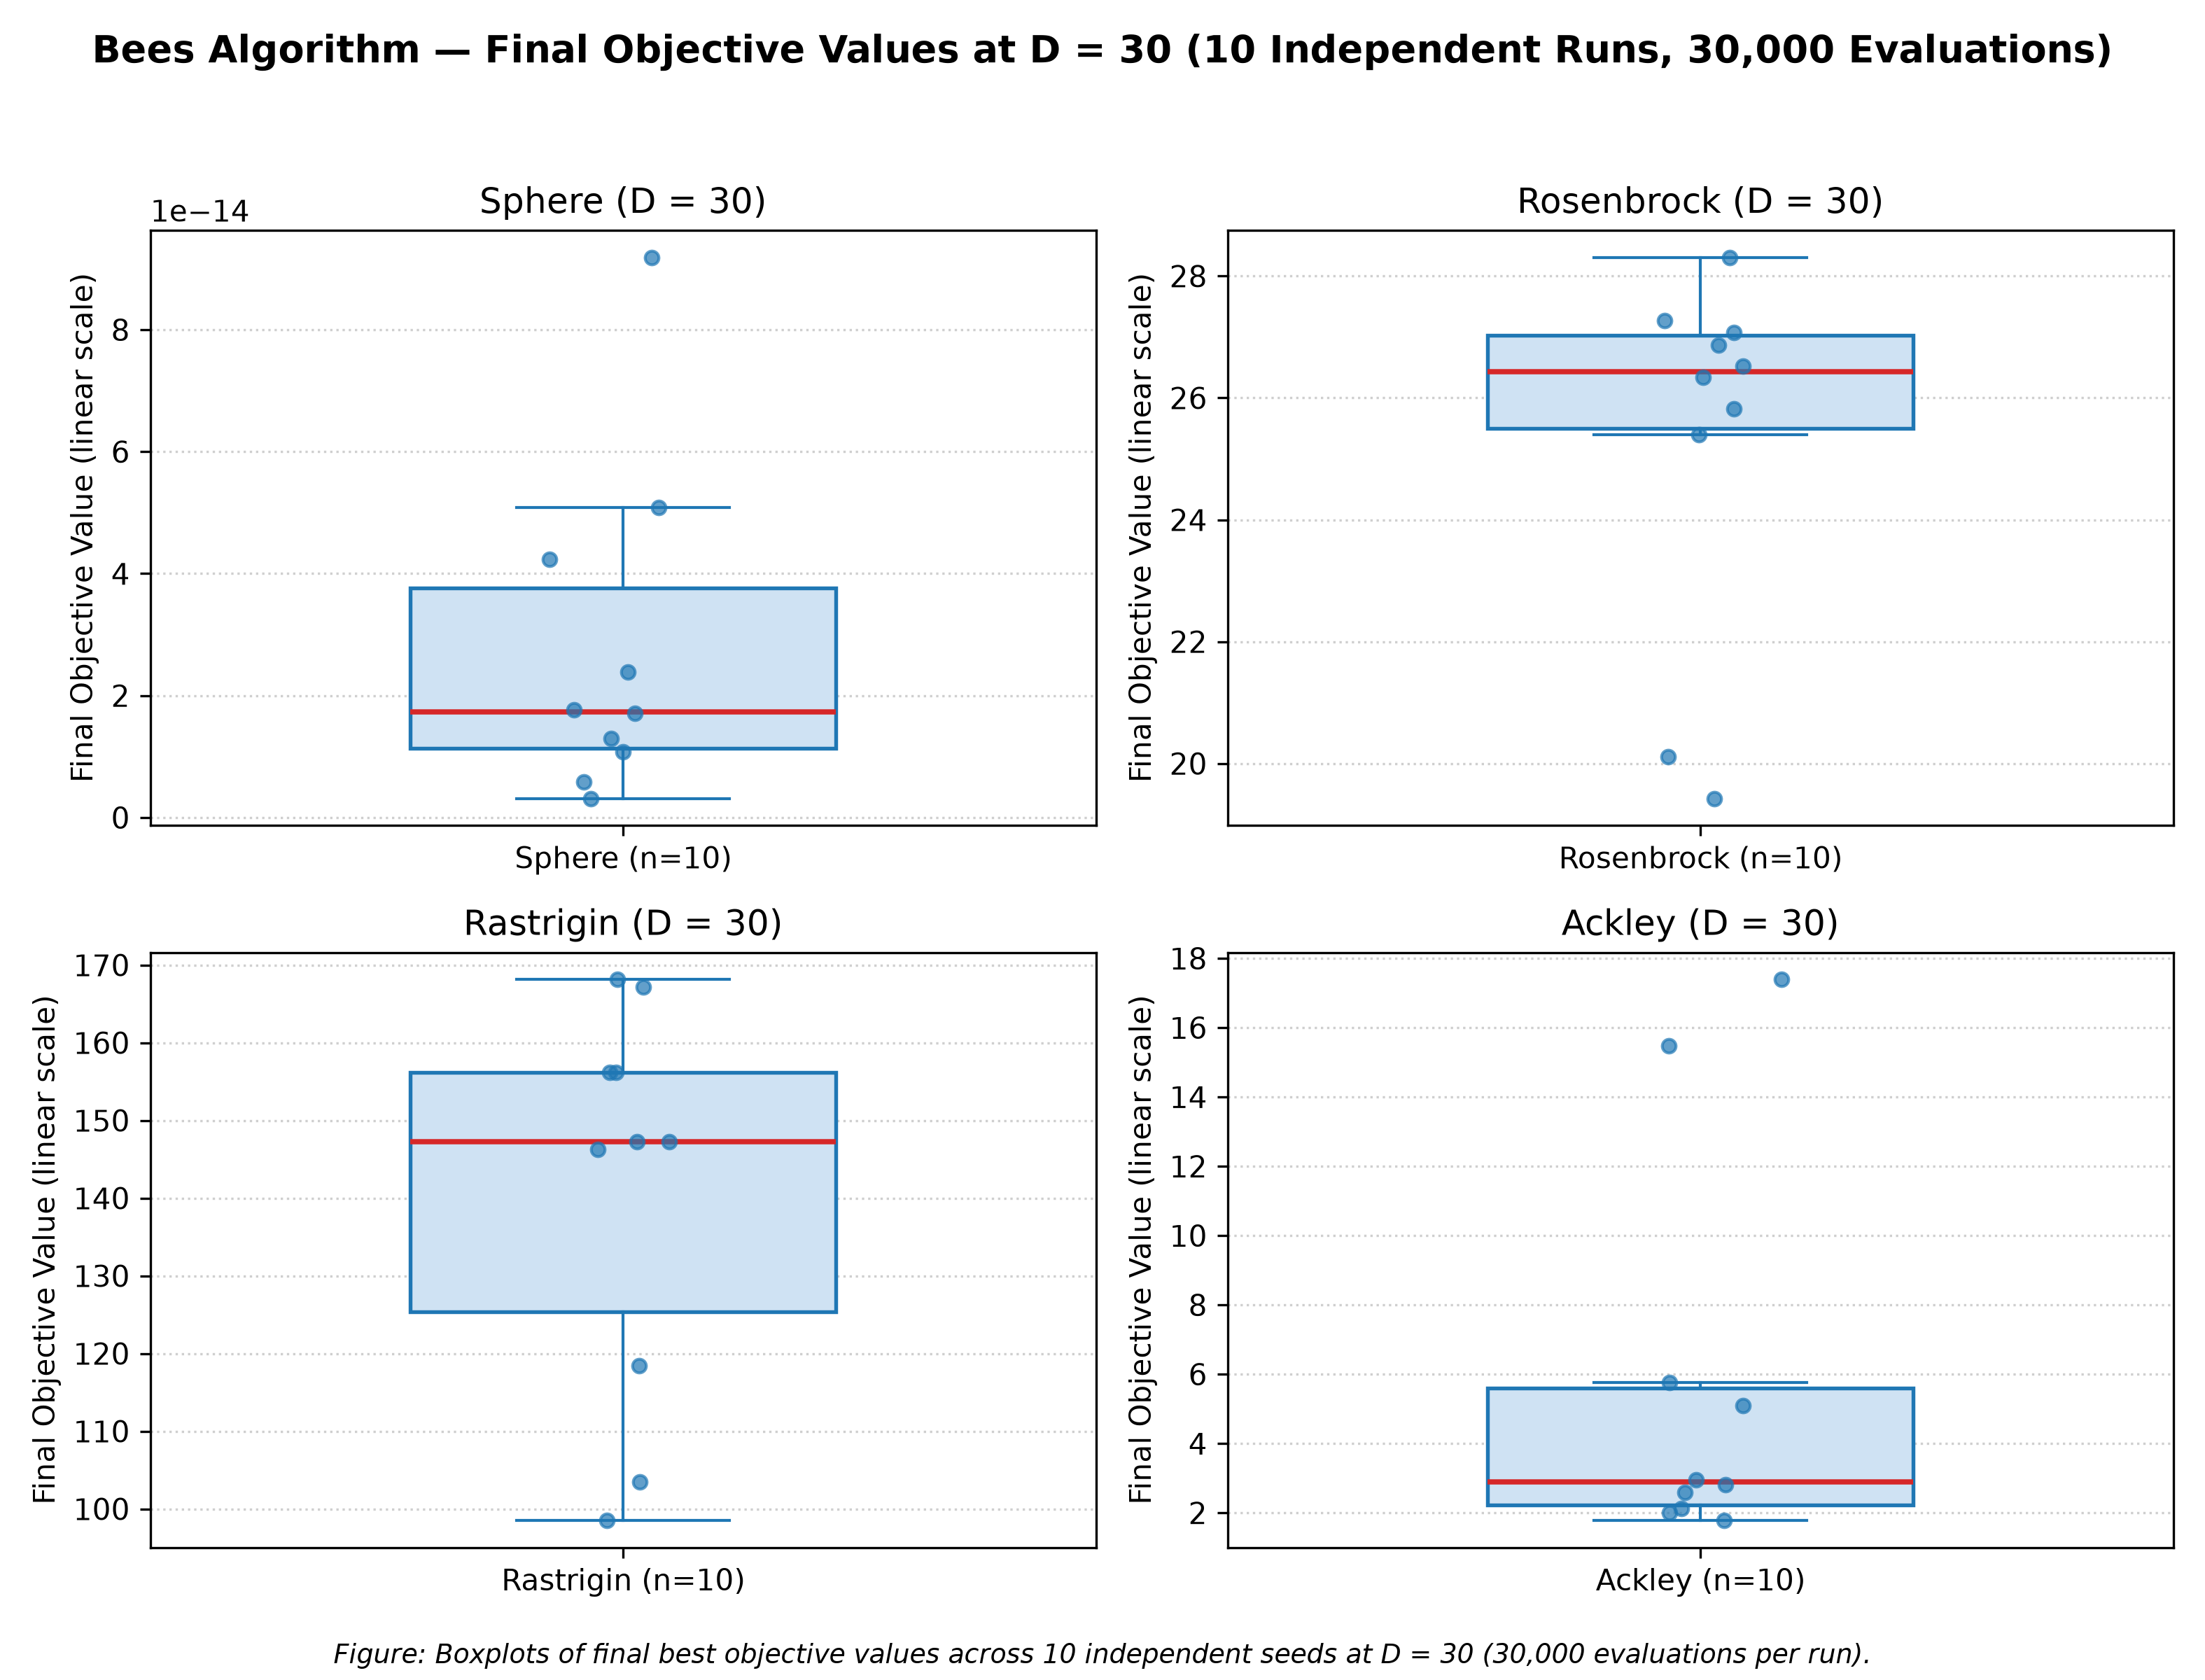 Bees Algorithm — Final Objective Values at D = 30 (10 Independent Runs, 30,000 Evaluations)
Sphere (D = 30)
1e−14
Final Objective Value (linear scale)
8
6
4
2
0
Sphere (n=10)
Rosenbrock (D = 30)
Final Objective Value (linear scale)
28
26
24
22
20
Rosenbrock (n=10)
Rastrigin (D = 30)
Final Objective Value (linear scale)
170
160
150
140
130
120
110
100
Rastrigin (n=10)
Ackley (D = 30)
Final Objective Value (linear scale)
18
16
14
12
10
8
6
4
2
Ackley (n=10)
Figure: Boxplots of final best objective values across 10 independent seeds at D = 30 (30,000 evaluations per run).